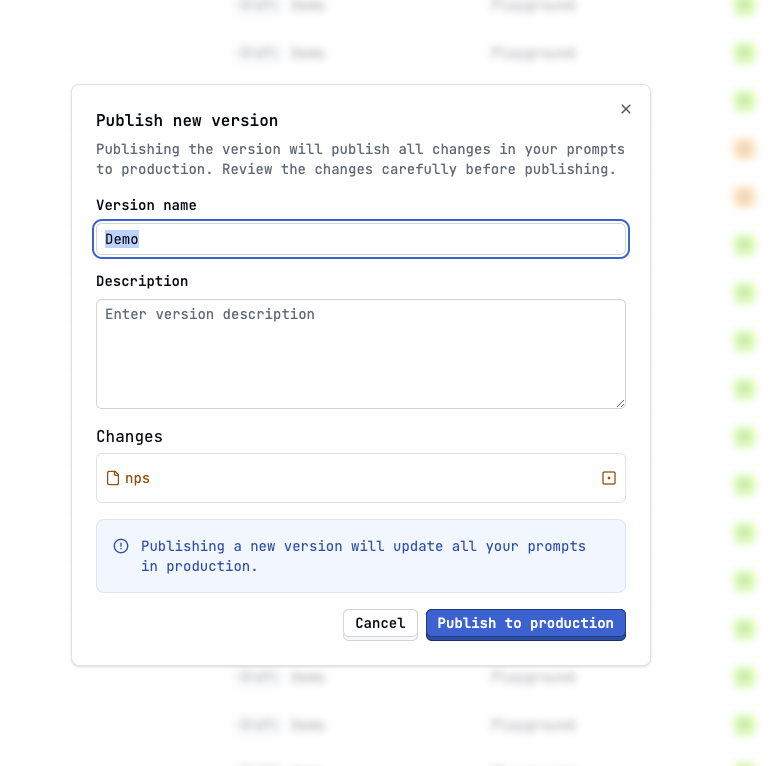 Publish new version
Publishing the version will publish all changes in your prompts
to production. Review the changes carefully before publishing.
Version name
Demo
Description
Enter version description
Changes
nps
Publishing a new version will update all your prompts
in production.
Cancel
Publish to production